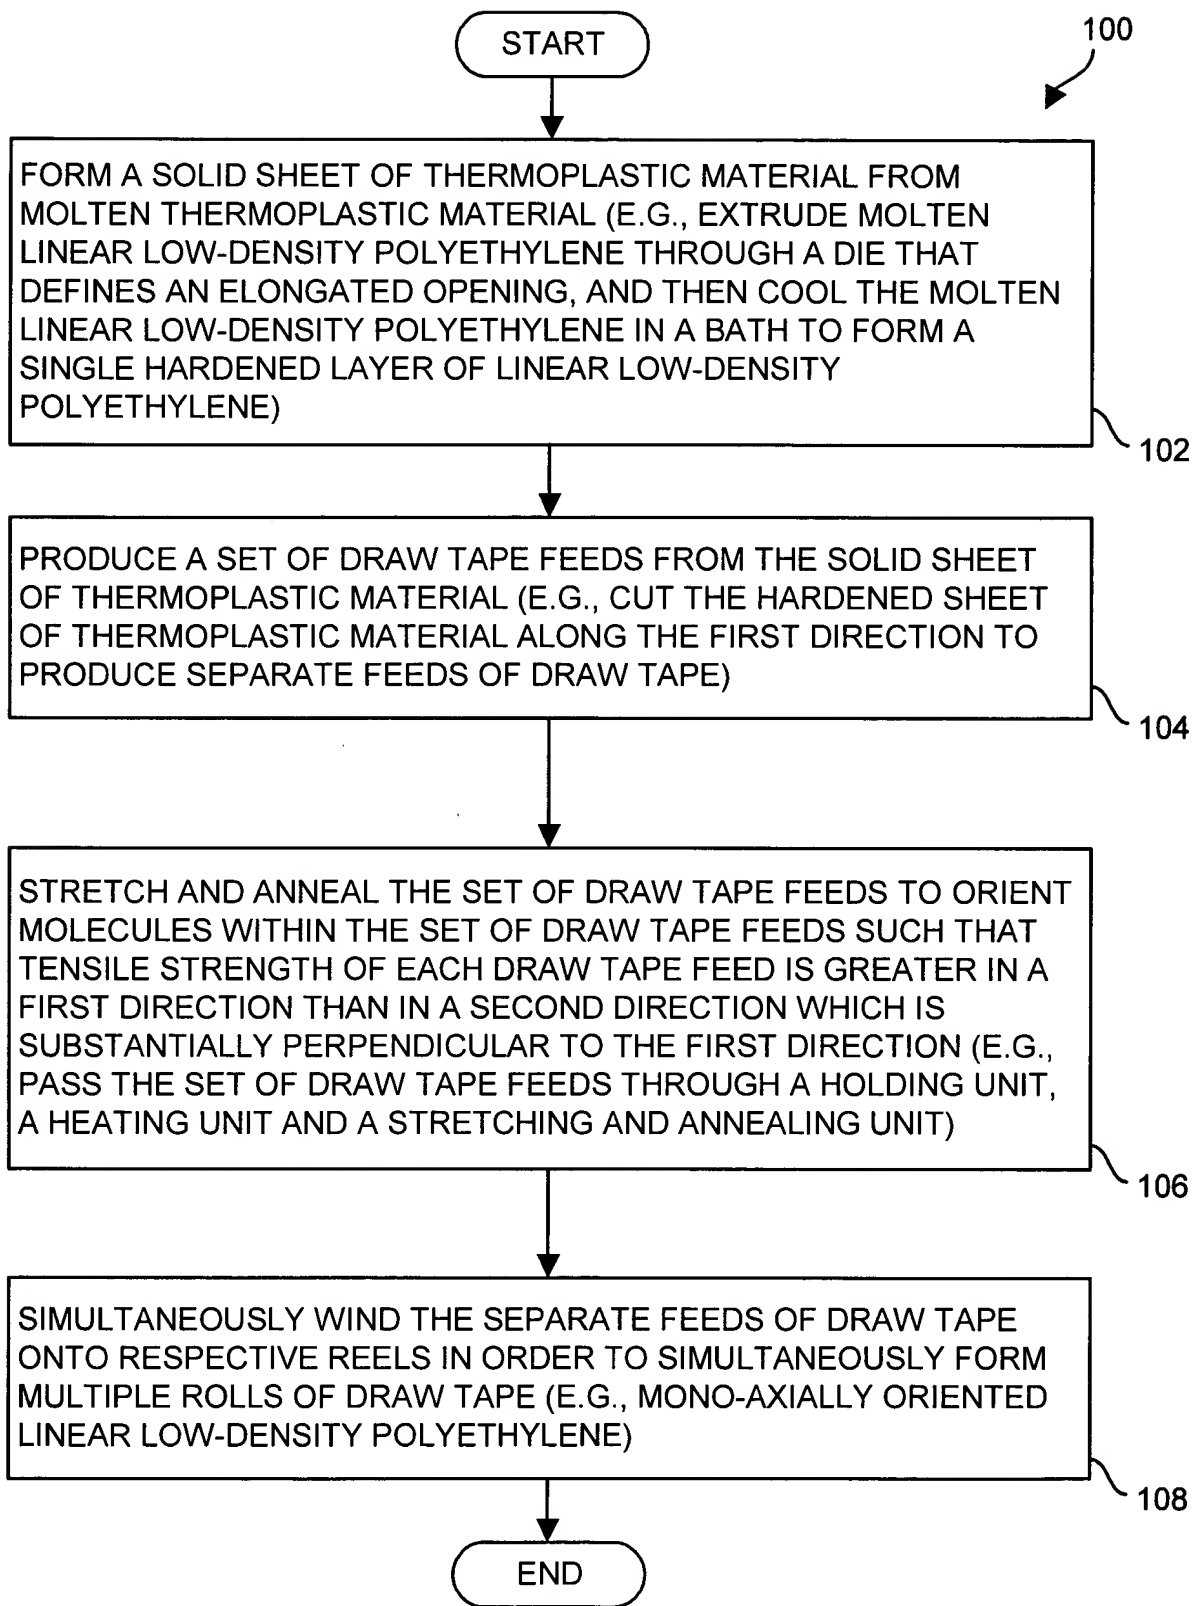 START
100
FORM A SOLID SHEET OF THERMOPLASTIC MATERIAL FROM
MOLTEN THERMOPLASTIC MATERIAL (E.G., EXTRUDE MOLTEN
LINEAR LOW-DENSITY POLYETHYLENE THROUGH A DIE THAT
DEFINES AN ELONGATED OPENING, AND THEN COOL THE MOLTEN
LINEAR LOW-DENSITY POLYETHYLENE IN A BATH TO FORM A
SINGLE HARDENED LAYER OF LINEAR LOW-DENSITY
POLYETHYLENE)
102
PRODUCE A SET OF DRAW TAPE FEEDS FROM THE SOLID SHEET
OF THERMOPLASTIC MATERIAL (E.G., CUT THE HARDENED SHEET
OF THERMOPLASTIC MATERIAL ALONG THE FIRST DIRECTION TO
PRODUCE SEPARATE FEEDS OF DRAW TAPE)
104
STRETCH AND ANNEAL THE SET OF DRAW TAPE FEEDS TO ORIENT
MOLECULES WITHIN THE SET OF DRAW TAPE FEEDS SUCH THAT
TENSILE STRENGTH OF EACH DRAW TAPE FEED IS GREATER IN A
FIRST DIRECTION THAN IN A SECOND DIRECTION WHICH IS
SUBSTANTIALLY PERPENDICULAR TO THE FIRST DIRECTION (E.G.,
PASS THE SET OF DRAW TAPE FEEDS THROUGH A HOLDING UNIT,
A HEATING UNIT AND A STRETCHING AND ANNEALING UNIT)
106
SIMULTANEOUSLY WIND THE SEPARATE FEEDS OF DRAW TAPE
ONTO RESPECTIVE REELS IN ORDER TO SIMULTANEOUSLY FORM
MULTIPLE ROLLS OF DRAW TAPE (E.G., MONO-AXIALLY ORIENTED
LINEAR LOW-DENSITY POLYETHYLENE)
108
END